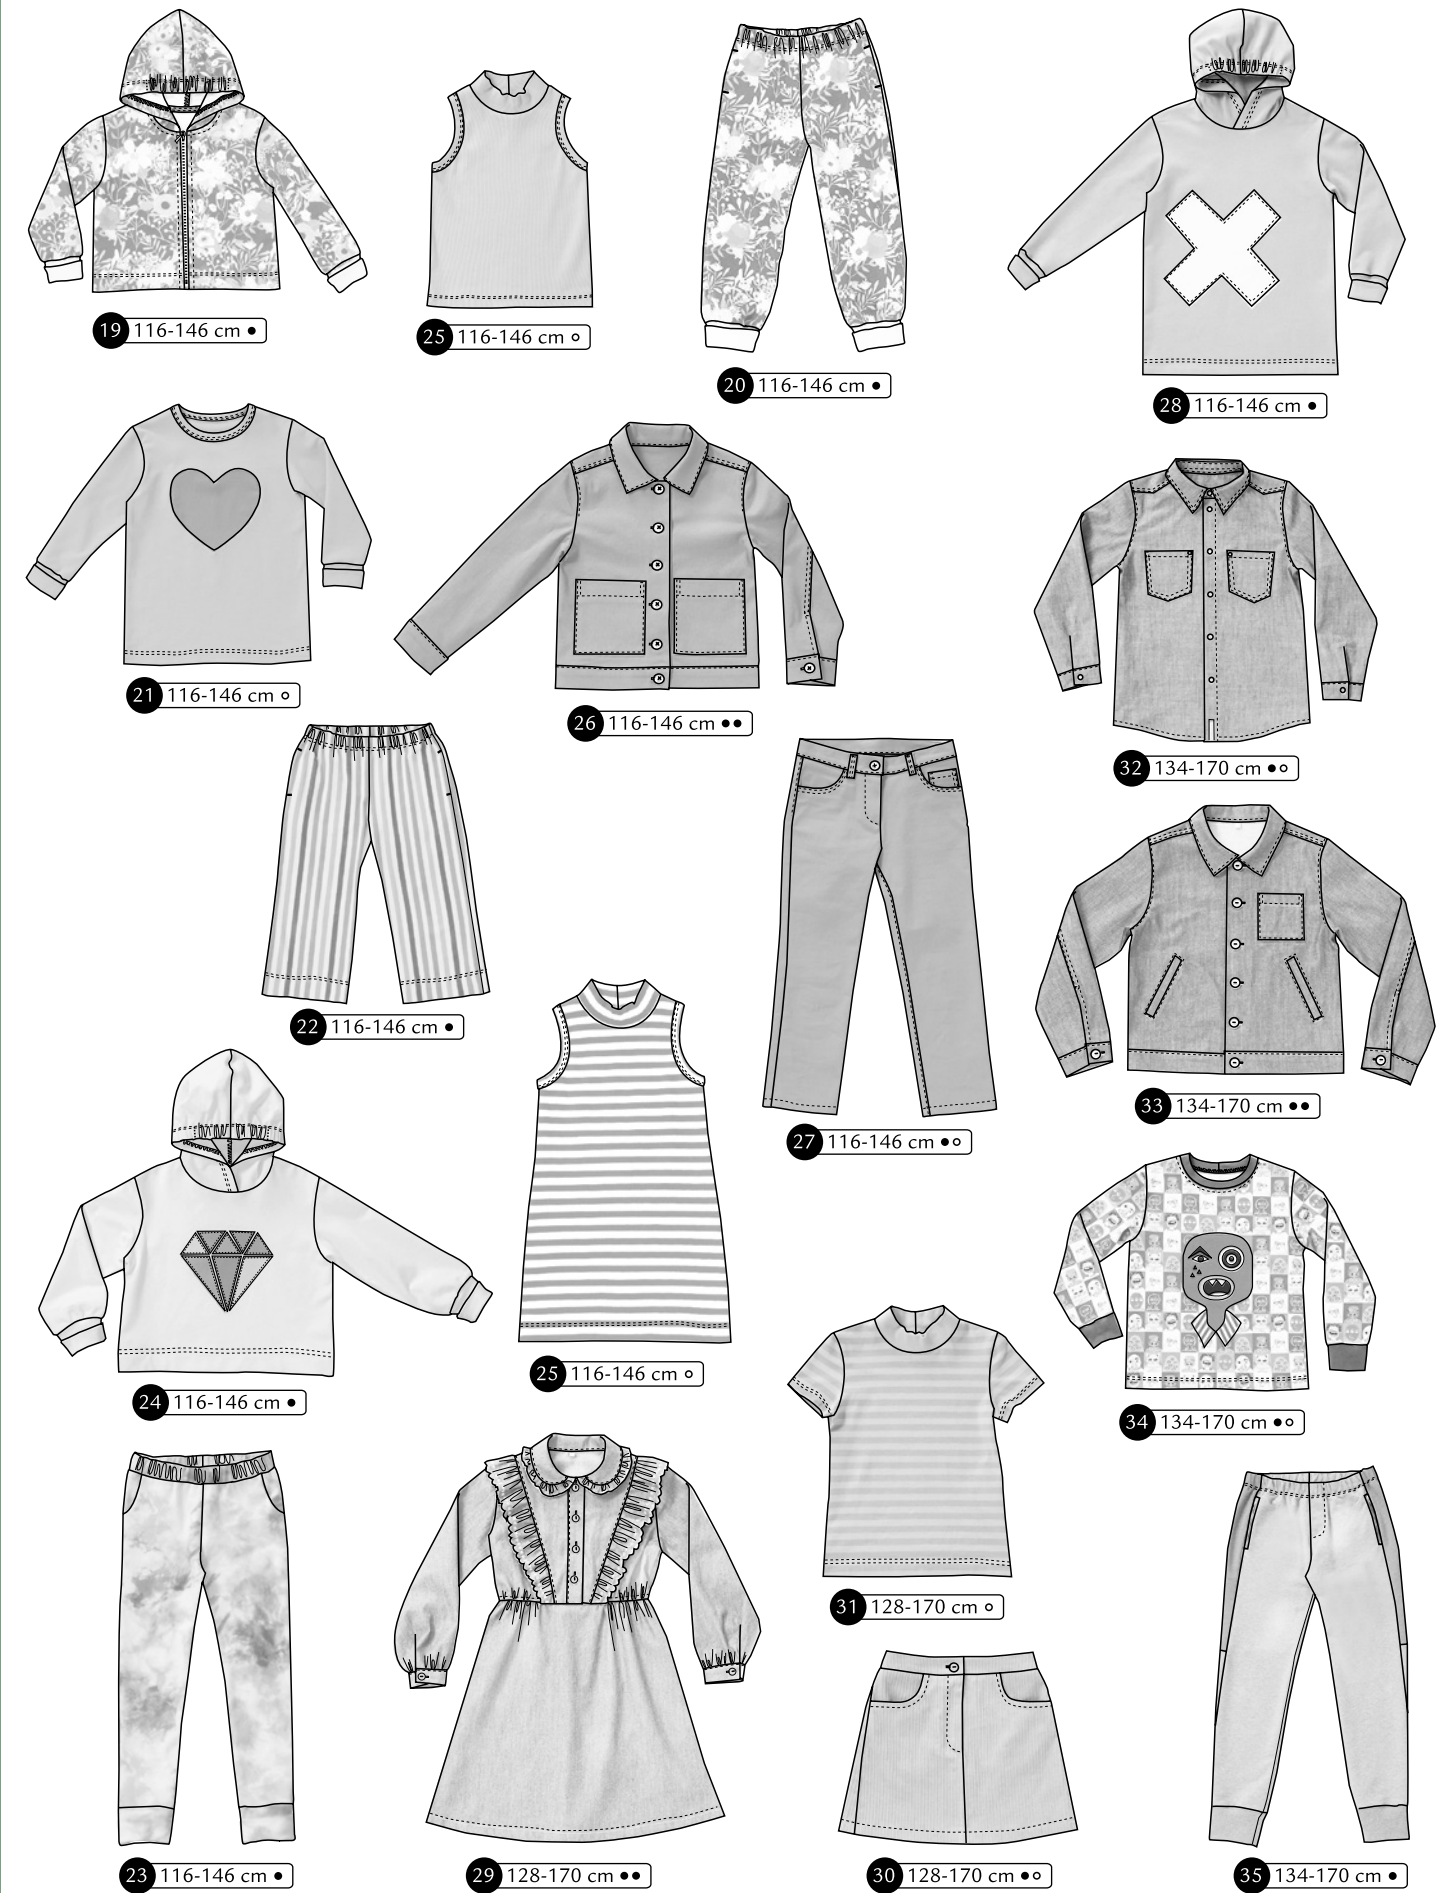 19 116-146 cm ●
25 116-146 cm ○
20 116-146 cm ●
28 116-146 cm ●
21 116-146 cm ○
26 116-146 cm ●●
32 134-170 cm ●○
22 116-146 cm ●
33 134-170 cm ●●
27 116-146 cm ●○
25 116-146 cm ○
24 116-146 cm ●
34 134-170 cm ●○
31 128-170 cm ○
23 116-146 cm ●
29 128-170 cm ●●
30 128-170 cm ●○
35 134-170 cm ●